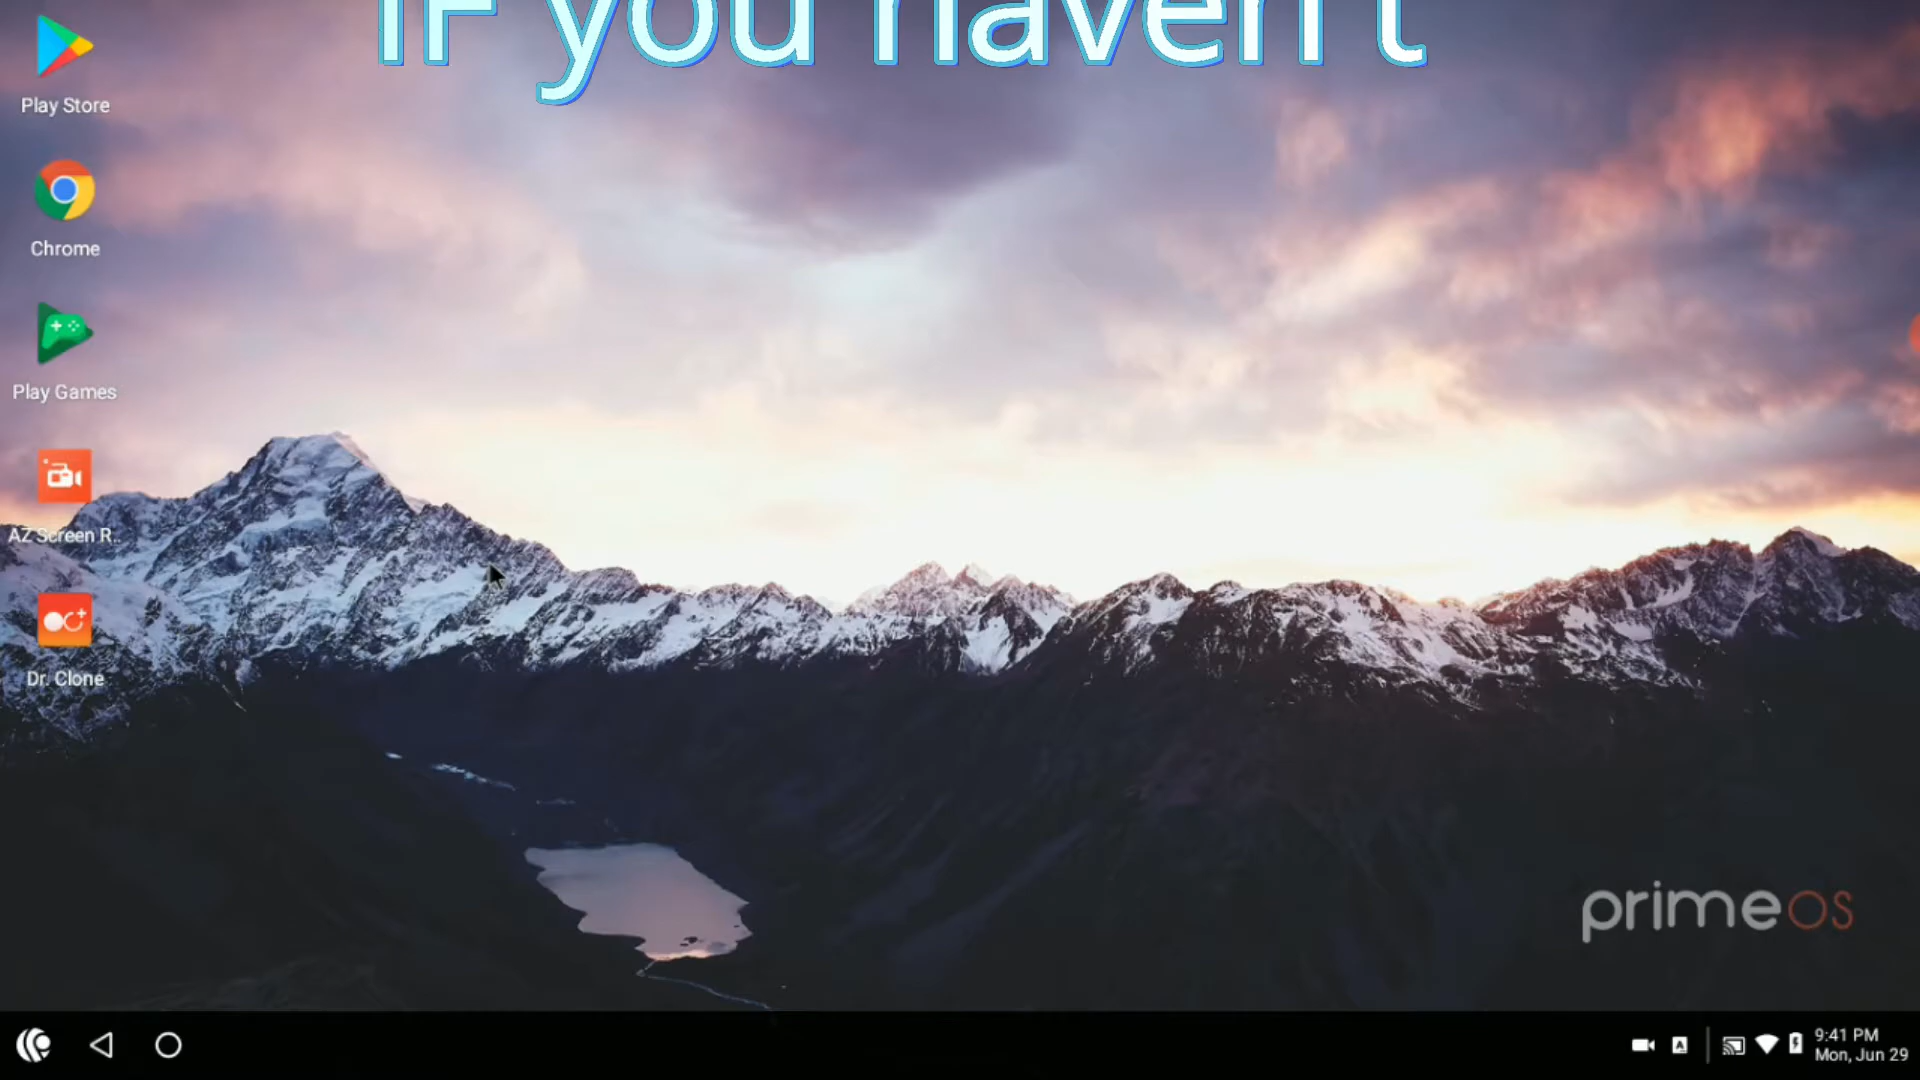 IF you haven't
Play Store
Chrome
Play Games
AZ Screen R..
Dr. Clone
primeOS
A
9:41 PM
Mon, Jun 29